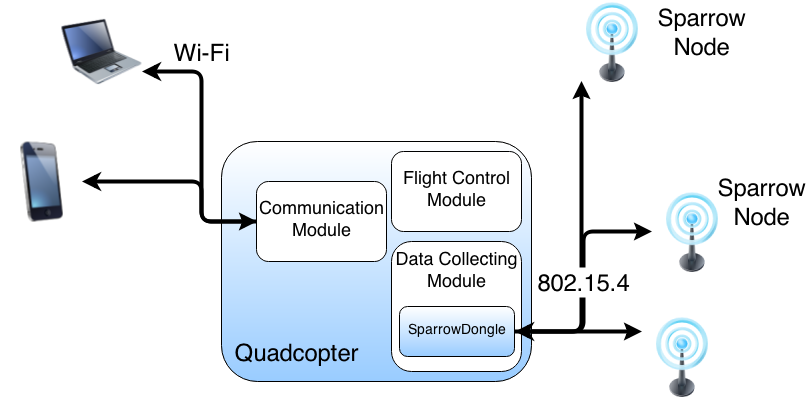 Wi-Fi
Sparrow
Node
Flight Control
Module
Communication
Module
Sparrow
Node
Data Collecting
Module
802.15.4
SparrowDongle
Quadcopter